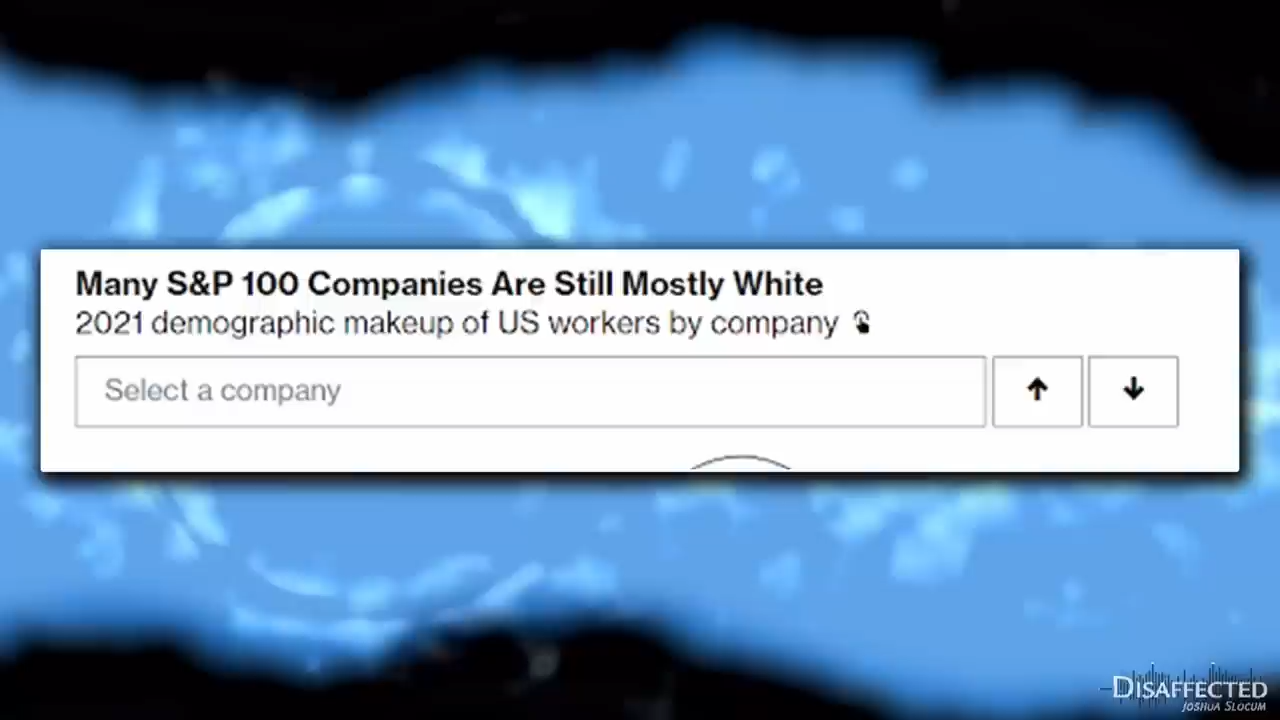 Many S&P 100 Companies Are Still Mostly White
2021 demographic makeup of US workers by company
Select a company
DISAFFECTED
JOSHUA SLOCUM